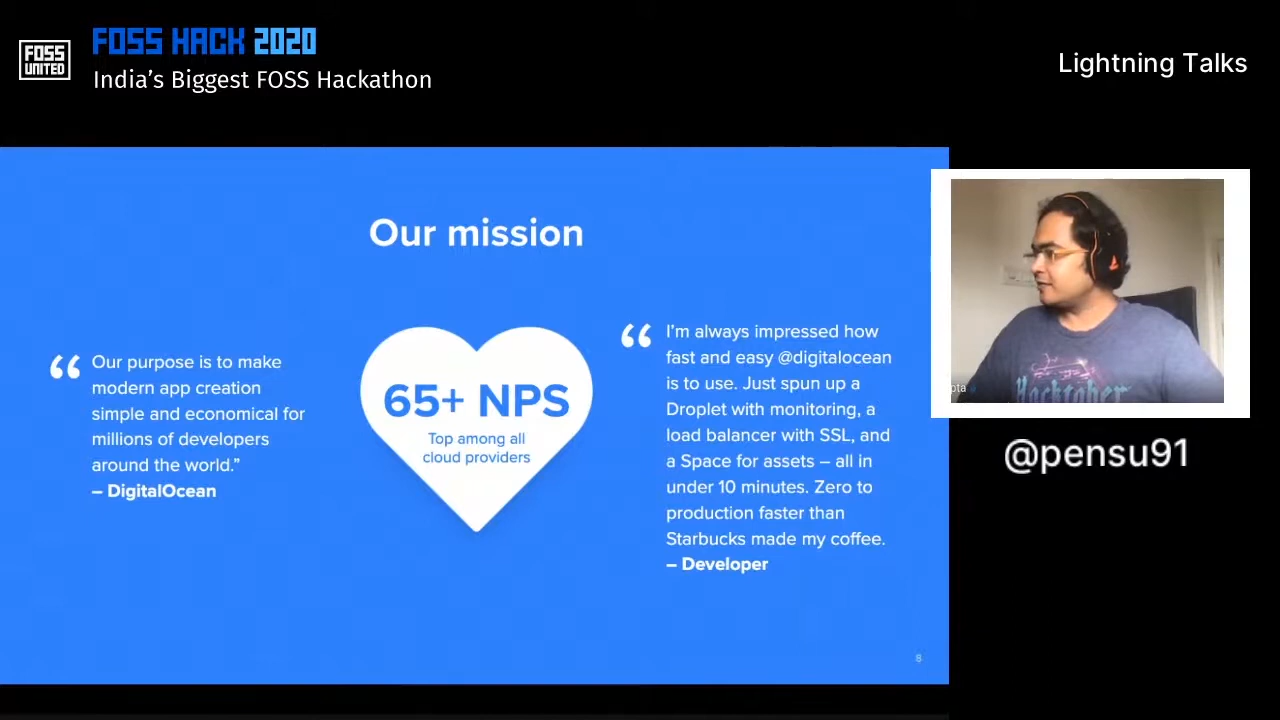 FOSS
UNITED
FOSS HACK 2020
India’s Biggest FOSS Hackathon
Lightning Talks
Our mission
“ Our purpose is to make
modern app creation
simple and economical for
millions of developers
around the world.”
– DigitalOcean
65+ NPS
Top among all
cloud providers
“ I’m always impressed how
fast and easy @digitalocean
is to use. Just spun up a
Droplet with monitoring, a
load balancer with SSL, and
a Space for assets – all in
under 10 minutes. Zero to
production faster than
Starbucks made my coffee.
– Developer
8
pta
Hacktober
@pensu91